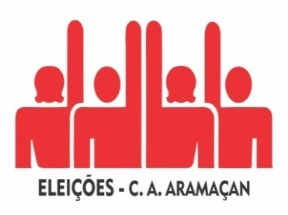 ELEIÇÕES - C. A. ARAMAÇAN